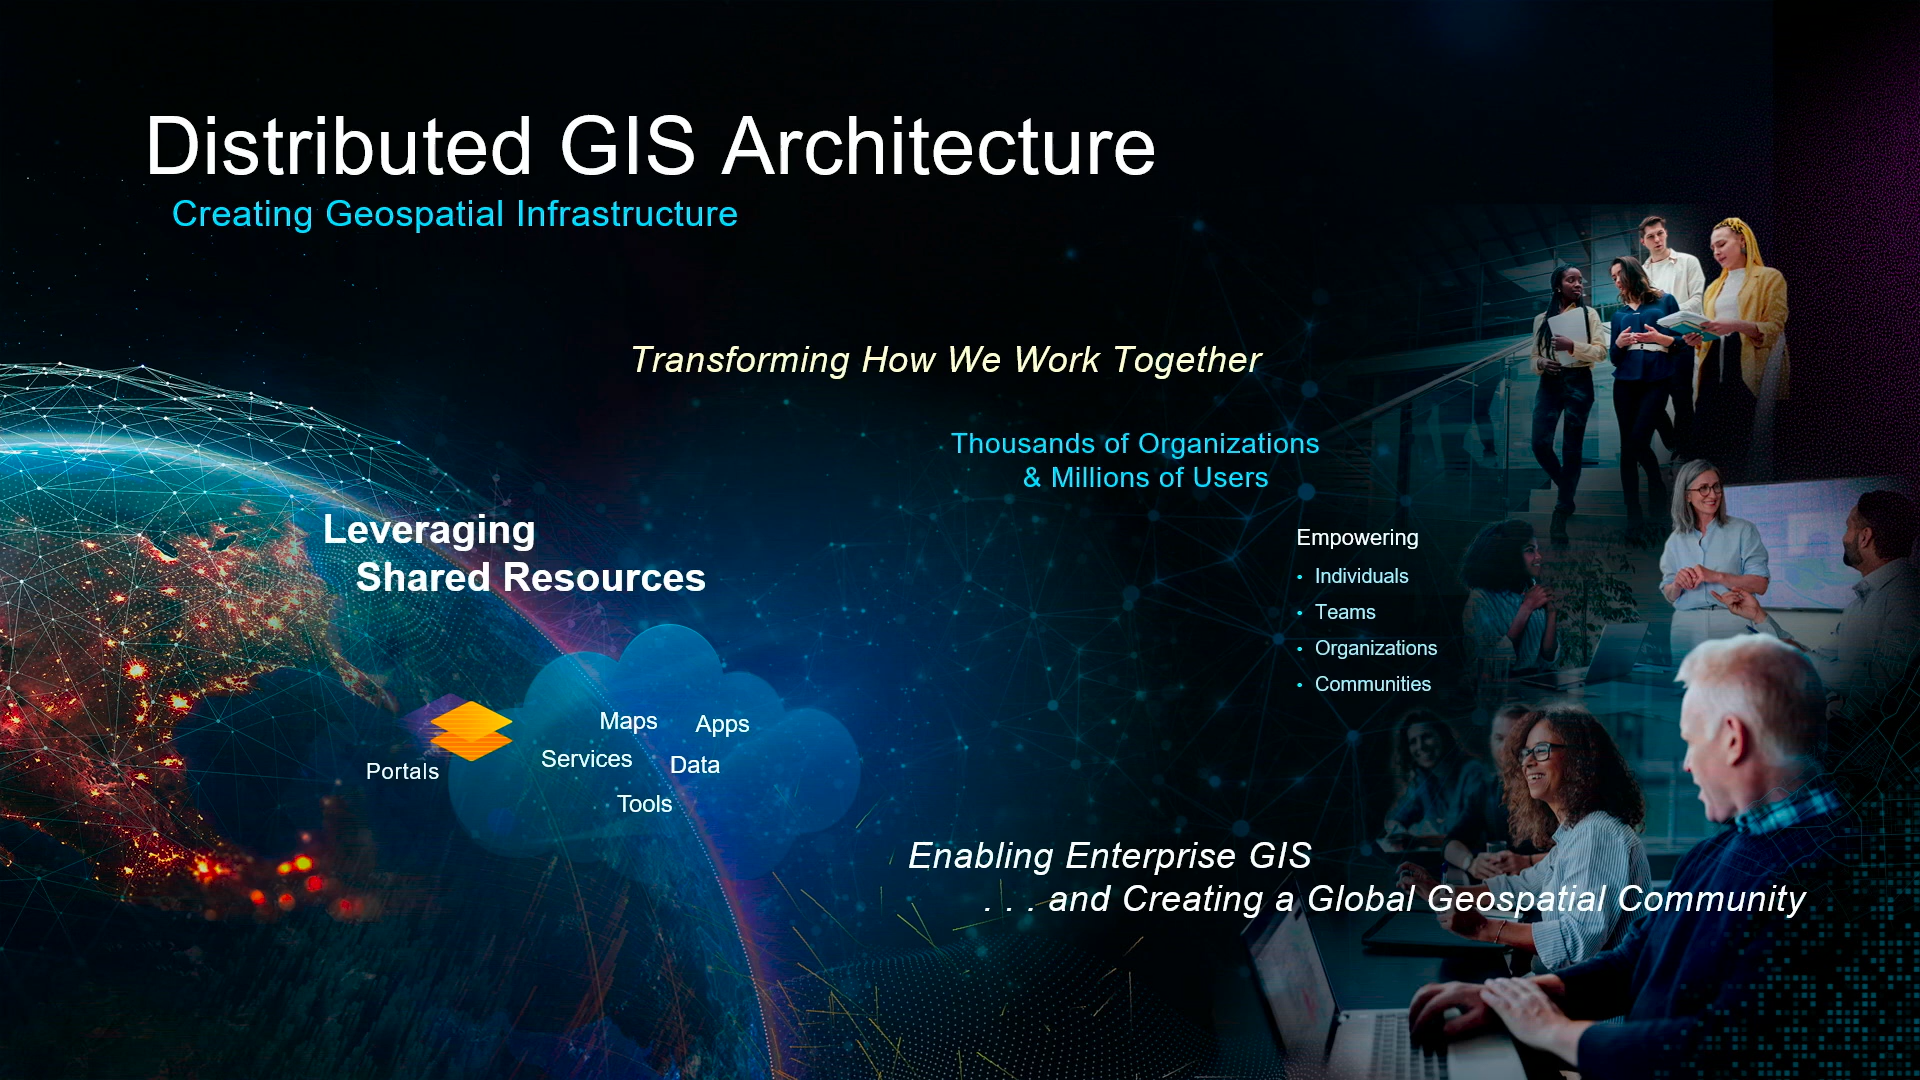 Distributed GIS Architecture
Creating Geospatial Infrastructure
Transforming How We Work Together
Thousands of Organizations
& Millions of Users
Leveraging
Shared Resources
Empowering
• Individuals
• Teams
• Organizations
• Communities
Maps Apps
Services Data
Portals
Tools
Enabling Enterprise GIS
. . . and Creating a Global Geospatial Community